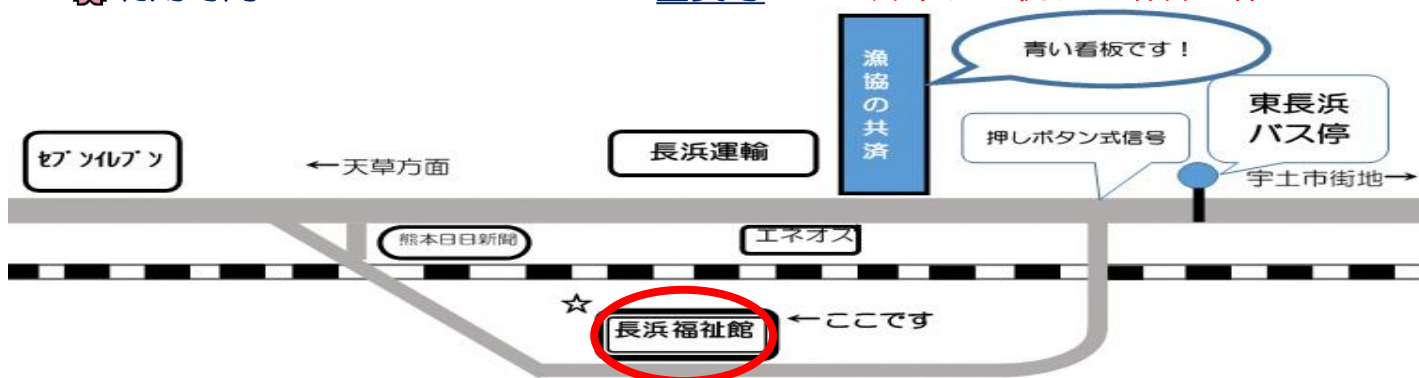 漁協の共済
青い看板です！
東長浜
バス停
押しボタン式信号
ｾﾌﾞﾝｲﾚﾌﾞﾝ
←天草方面
長浜運輸
宇土市街地→
熊本日日新聞
エネオス
☆
長浜福祉館
←ここです